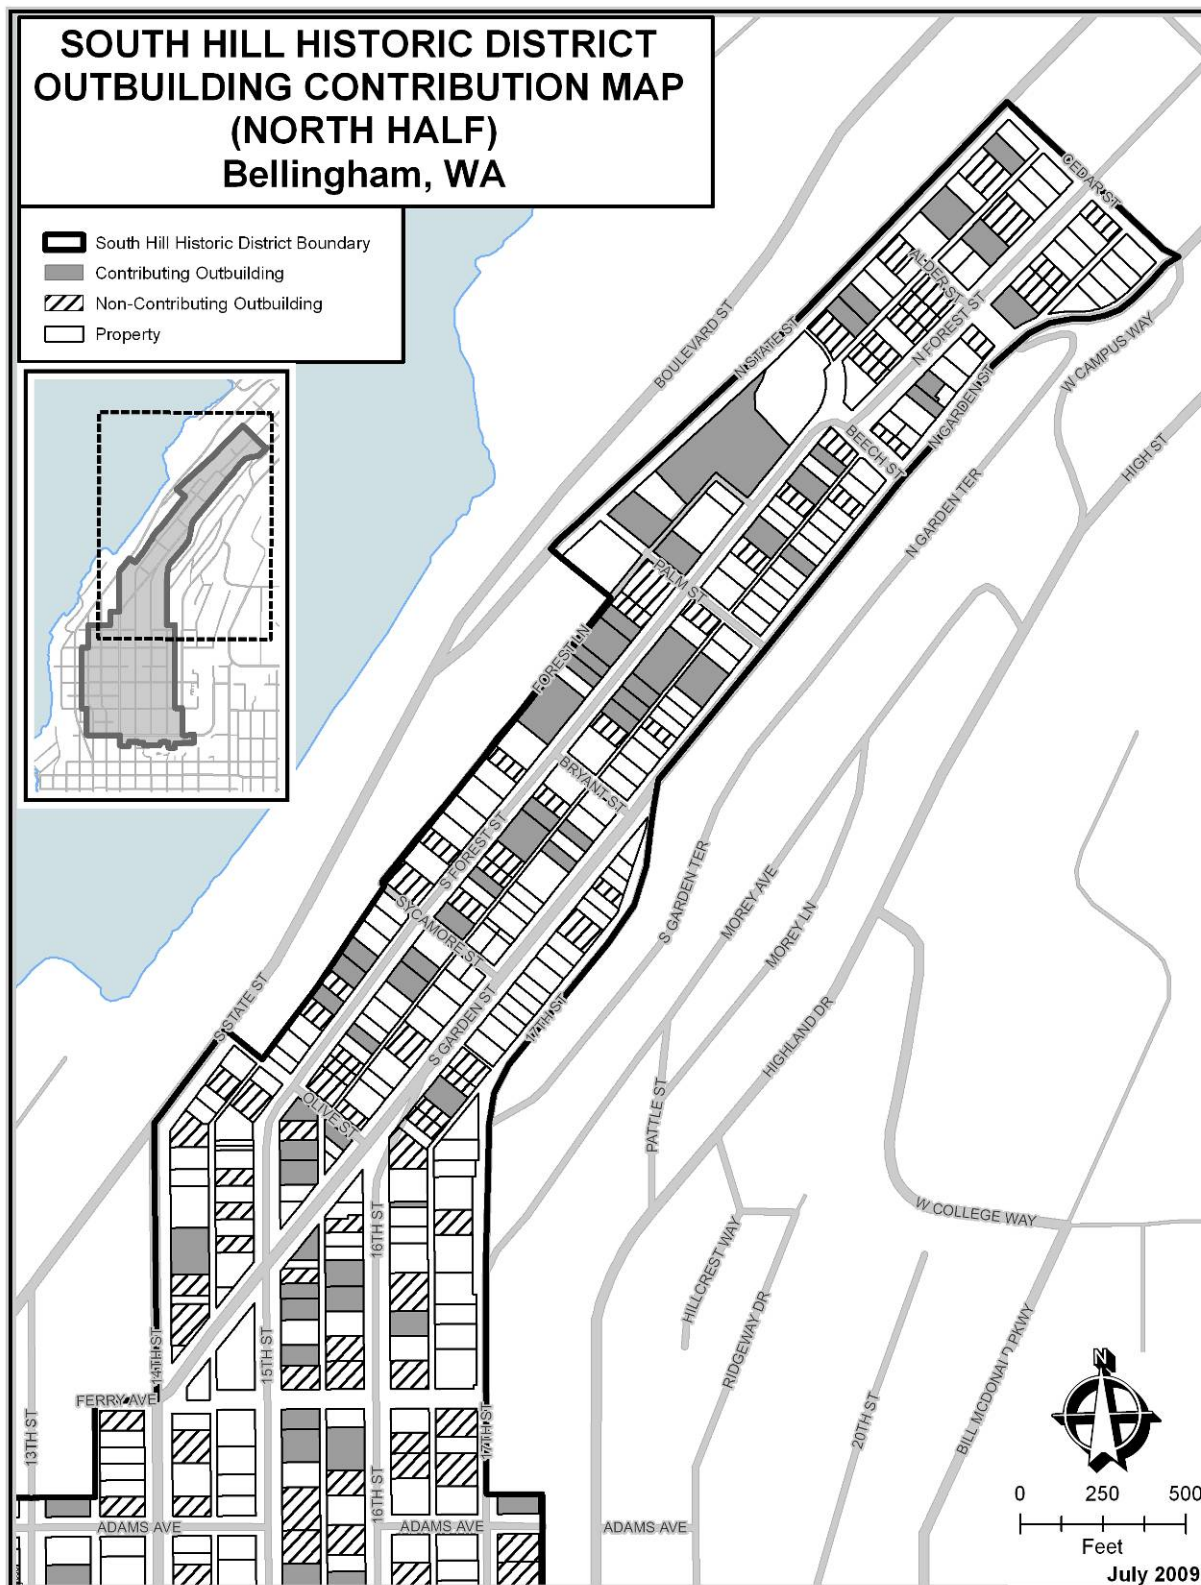 SOUTH HILL HISTORIC DISTRICT
OUTBUILDING CONTRIBUTION MAP
(NORTH HALF)
Bellingham, WA
South Hill Historic District Boundary
Contributing Outbuilding
Non-Contributing Outbuilding
Property
CEDAR ST
ALDER ST
N FOREST ST
BOULEVARD ST
N STATE ST
W CAMPUS WAY
N GARDEN ST
BEECH ST
HIGH ST
N GARDEN TER
PALM ST
FOREST LN
BRYANT ST
S FOREST ST
S GARDEN TER
MOREY AVE
MOREY LN
SYCAMORE ST
S STATE ST
S GARDEN ST
17TH ST
HIGHLAND DR
OLIVE ST
PATTLE ST
16TH ST
W COLLEGE WAY
HILLCREST WAY
RIDGEWAY DR
14TH ST
15TH ST
BILL MCDONALD PKWY
FERRY AVE
13TH ST
17TH ST
20TH ST
16TH ST
ADAMS AVE
ADAMS AVE
ADAMS AVE
N
0 250 500
Feet
July 2009